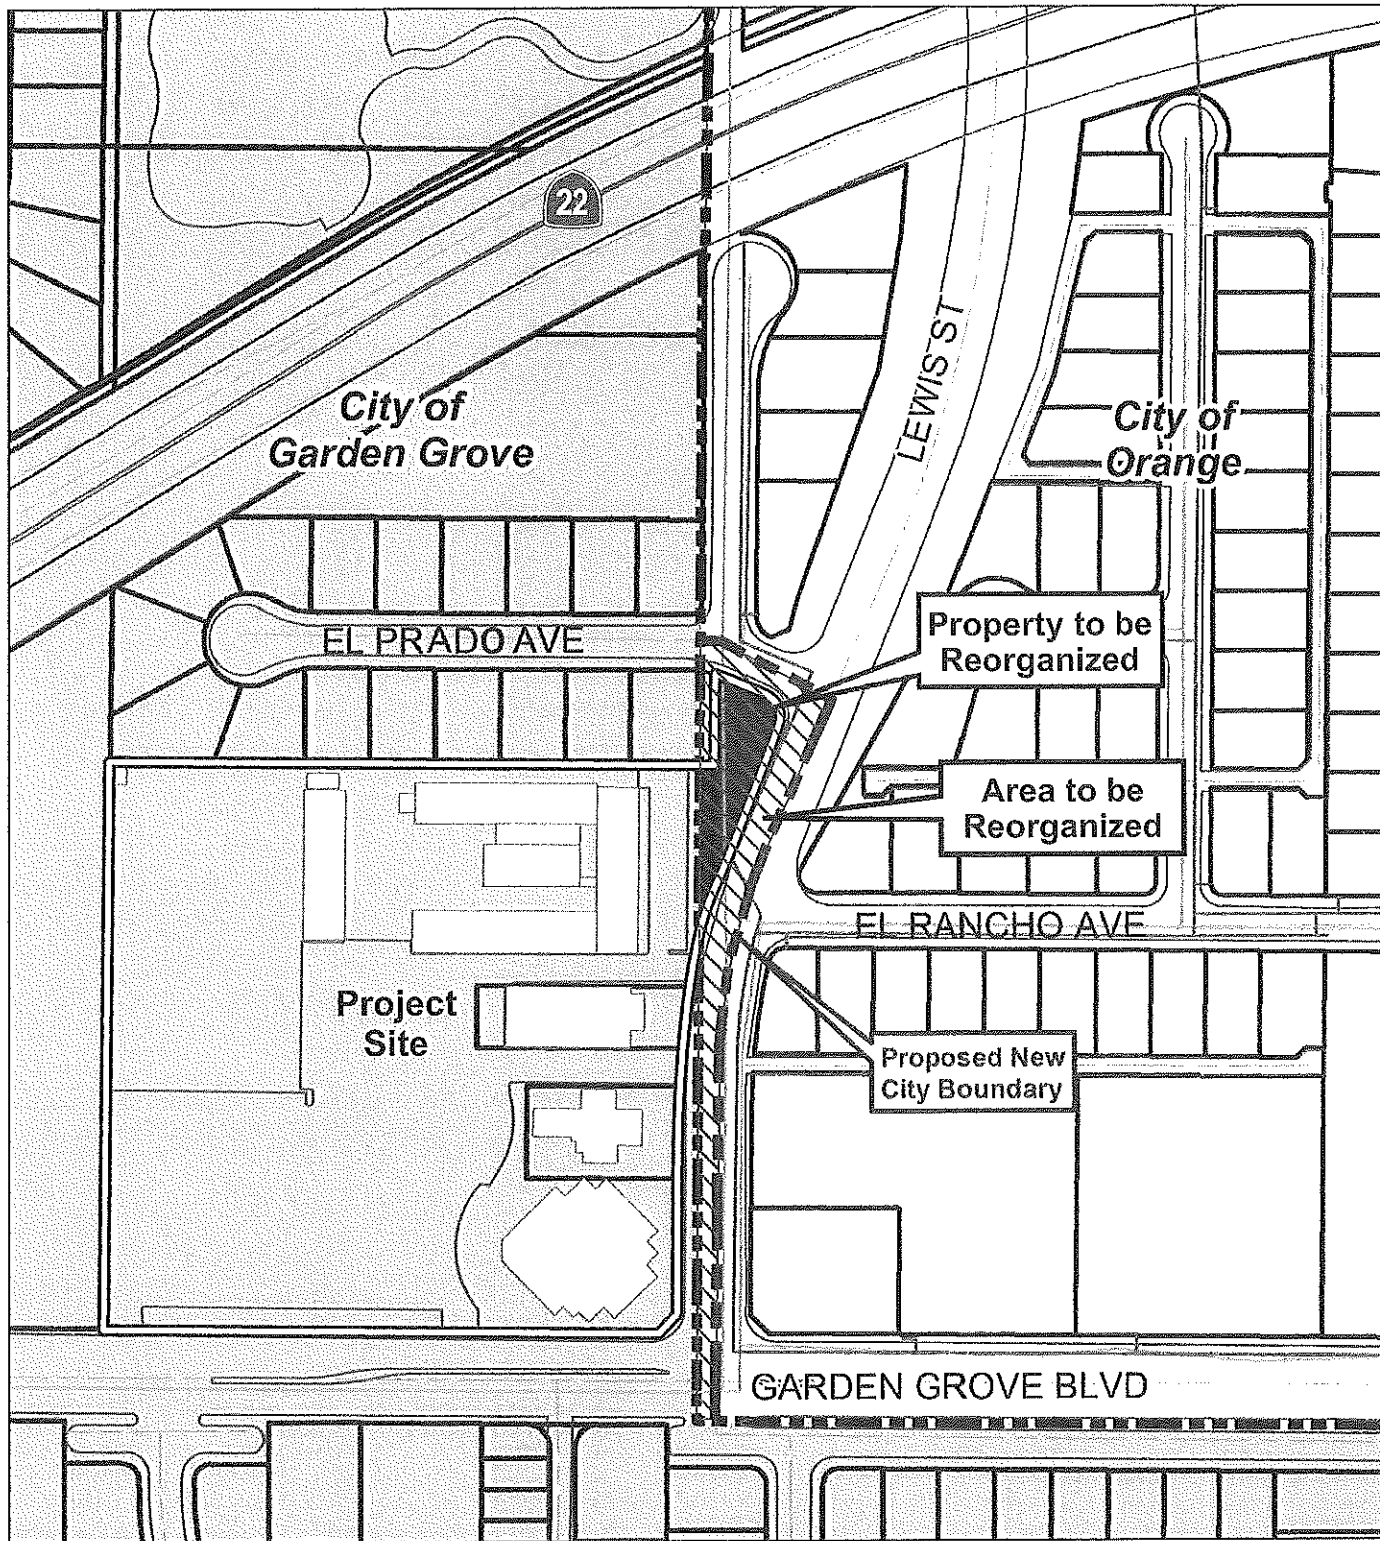 22
LEWIS ST
City of
Garden Grove
City of
Orange
EL PRADO AVE
Property to be
Reorganized
Area to be
Reorganized
EL RANCHO AVE
Project
Site
Proposed New
City Boundary
GARDEN GROVE BLVD